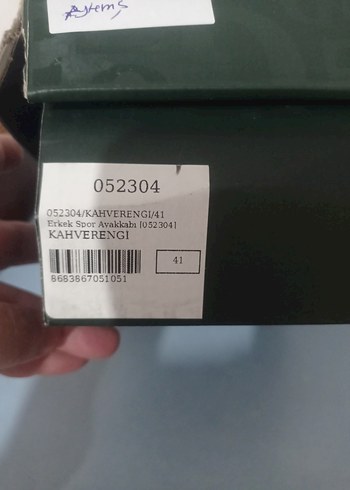 052304
052304/KAHVERENGİ/41
Erkek Spor Ayakkabı [052304]
KAHVERENGİ
41
8683867051051